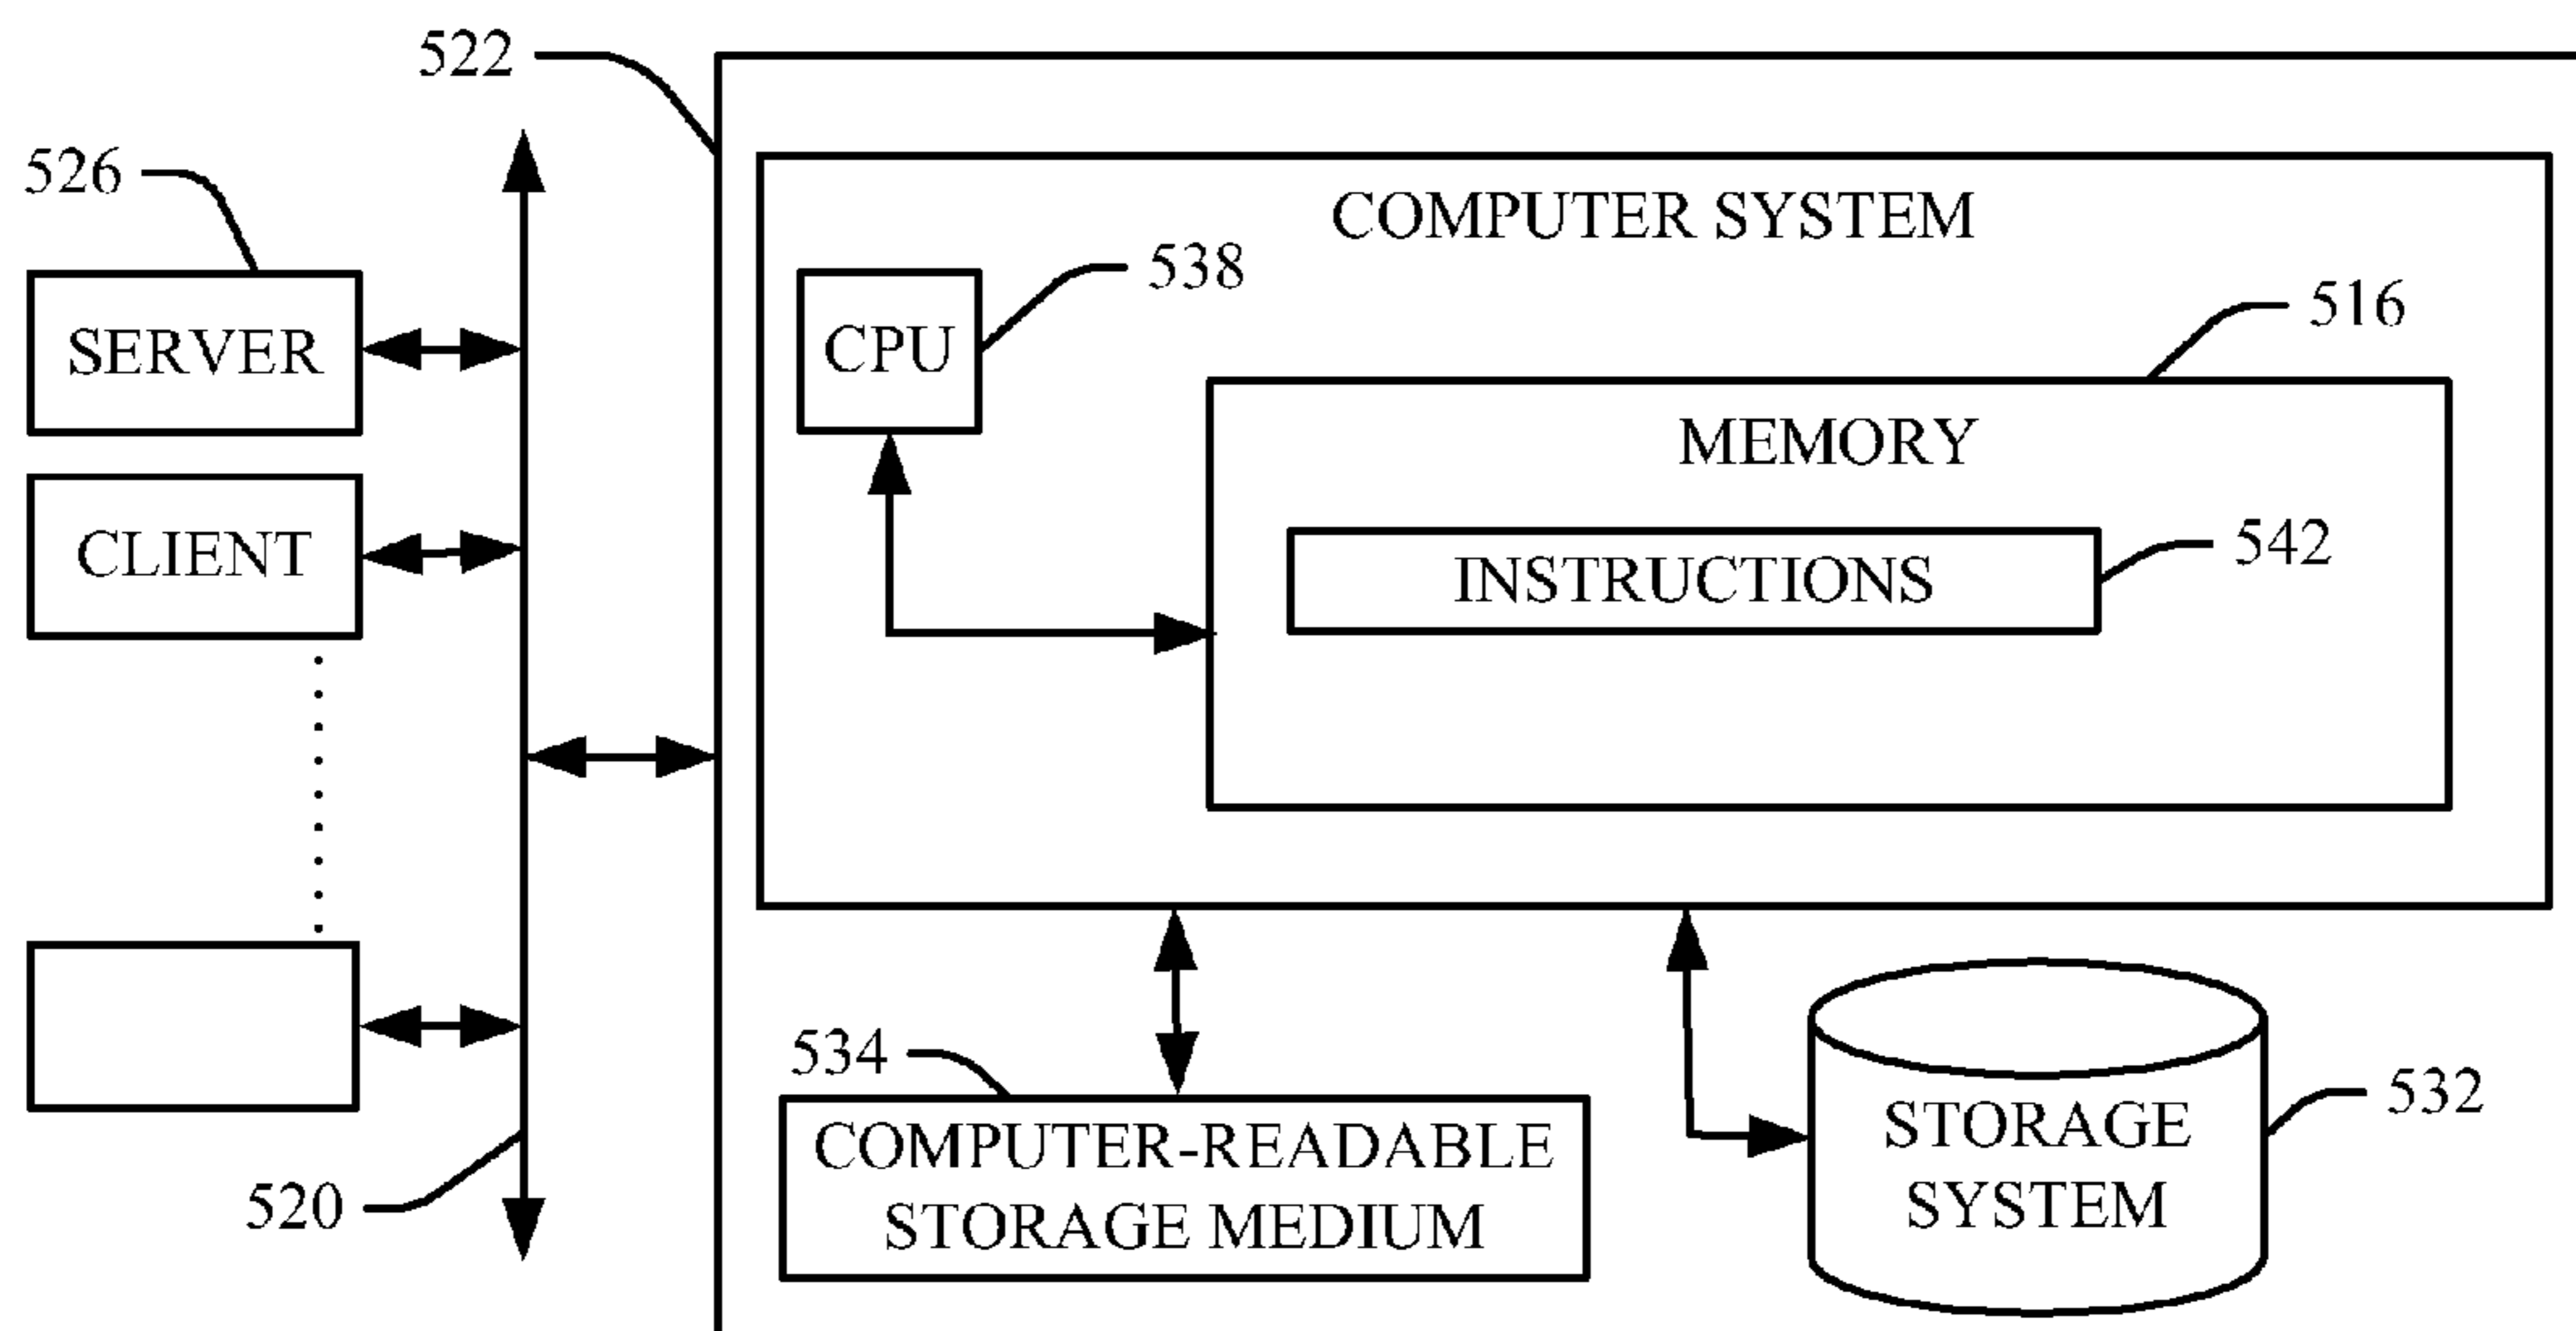 522
526
COMPUTER SYSTEM
538
516
SERVER
CPU
MEMORY
CLIENT
INSTRUCTIONS
542
534
COMPUTER-READABLE
STORAGE MEDIUM
STORAGE
SYSTEM
532
520